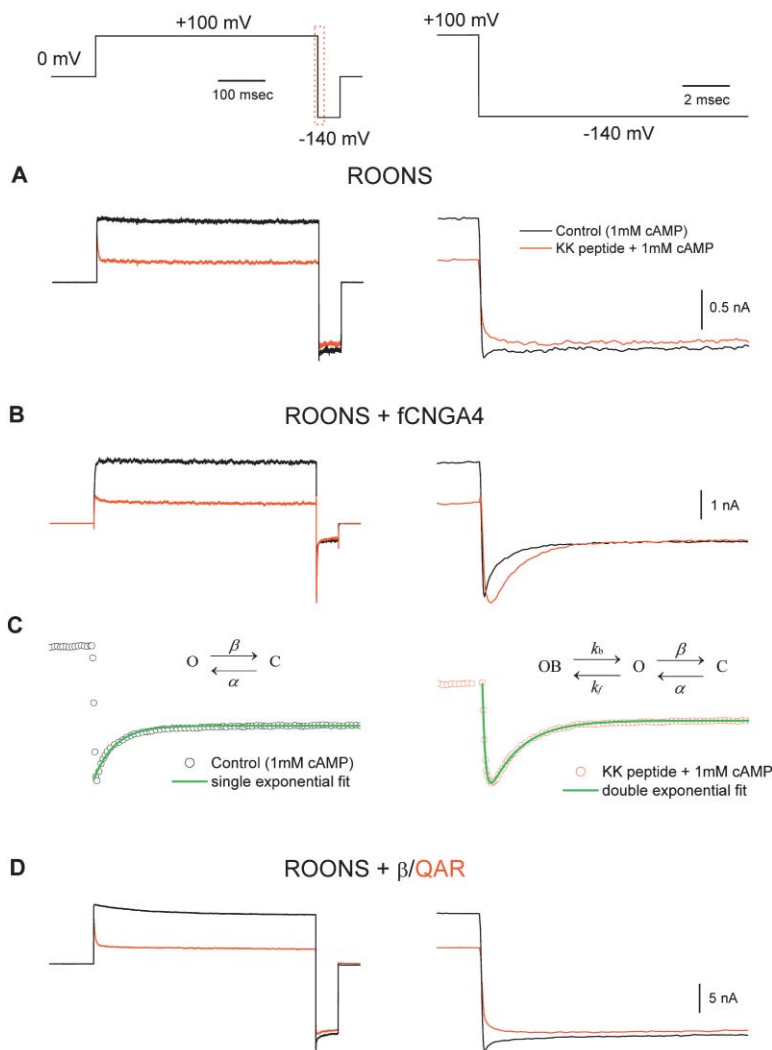 +100 mV
+100 mV
0 mV
100 msec
2 msec
-140 mV
-140 mV
A
ROONS
Control (1mM cAMP)
KK peptide + 1mM cAMP
0.5 nA
B
ROONS + fCNGA4
1 nA
C
β
O C
α
k_b β
OB O C
k_f α
Control (1mM cAMP)
single exponential fit
KK peptide + 1mM cAMP
double exponential fit
D
ROONS + β/QAR
5 nA